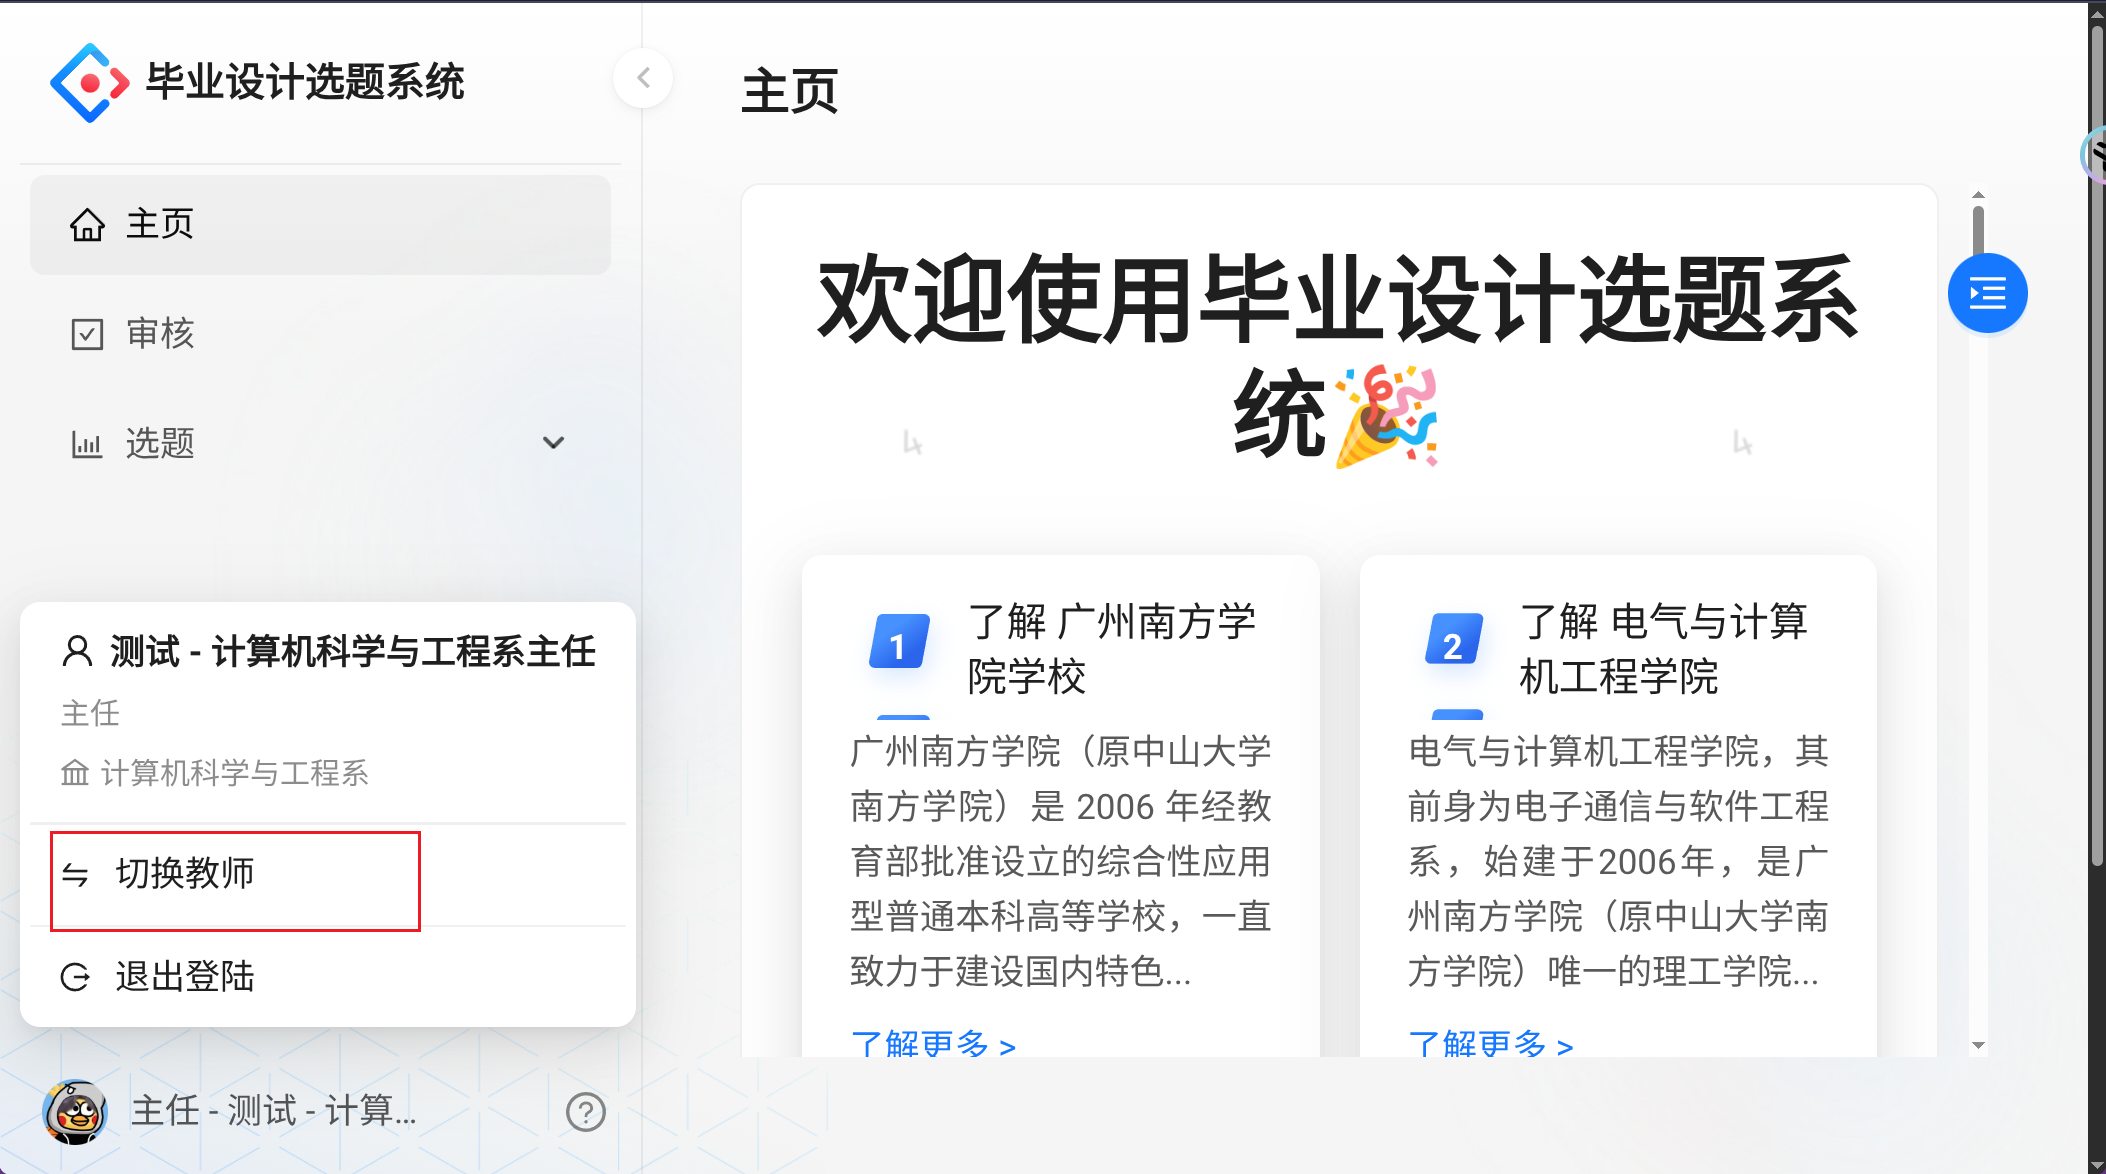 毕业设计选题系统
主页
审核
选题
测试 - 计算机科学与工程系主任
主任
计算机科学与工程系
切换教师
退出登陆
主任 - 测试 - 计算...
主页
欢迎使用毕业设计选题系
统🎉
1
了解 广州南方学
院学校
广州南方学院（原中山大学
南方学院）是 2006 年经教
育部批准设立的综合性应用
型普通本科高等学校，一直
致力于建设国内特色...
了解更多 >
2
了解 电气与计算
机工程学院
电气与计算机工程学院，其
前身为电子通信与软件工程
系，始建于2006年，是广
州南方学院（原中山大学南
方学院）唯一的理工学院...
了解更多 >